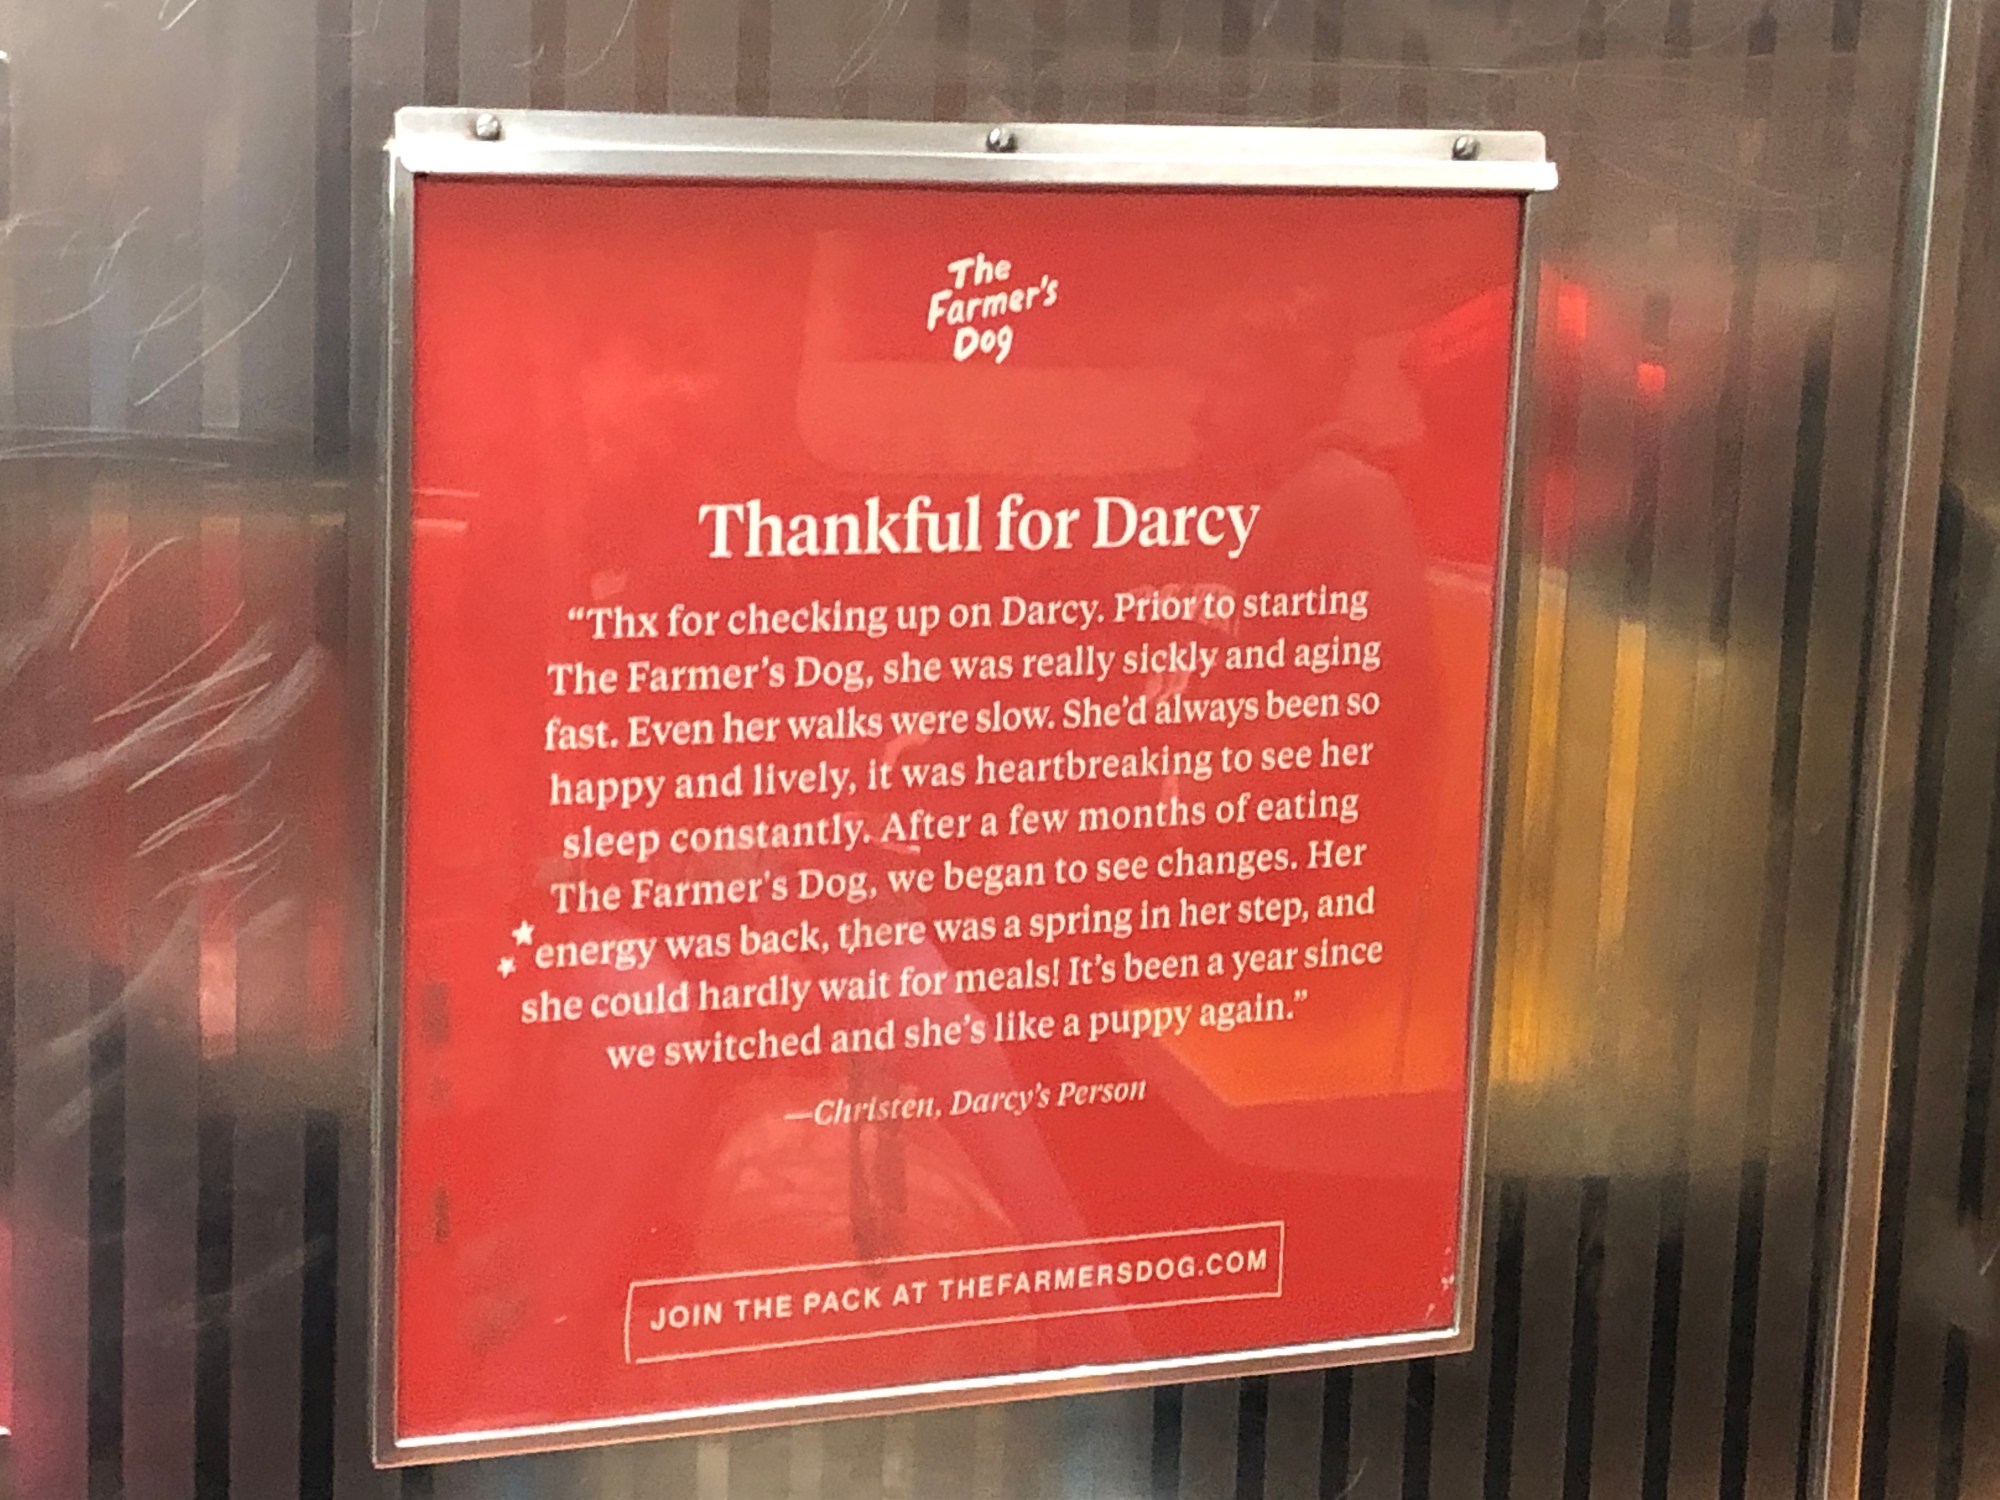 The
Farmer's
Dog
Thankful for Darcy
“Thx for checking up on Darcy. Prior to starting
The Farmer’s Dog, she was really sickly and aging
fast. Even her walks were slow. She’d always been so
happy and lively, it was heartbreaking to see her
sleep constantly. After a few months of eating
The Farmer's Dog, we began to see changes. Her
energy was back, there was a spring in her step, and
she could hardly wait for meals! It’s been a year since
we switched and she’s like a puppy again.”
—Christen, Darcy’s Person
JOIN THE PACK AT THEFARMERSDOG.COM